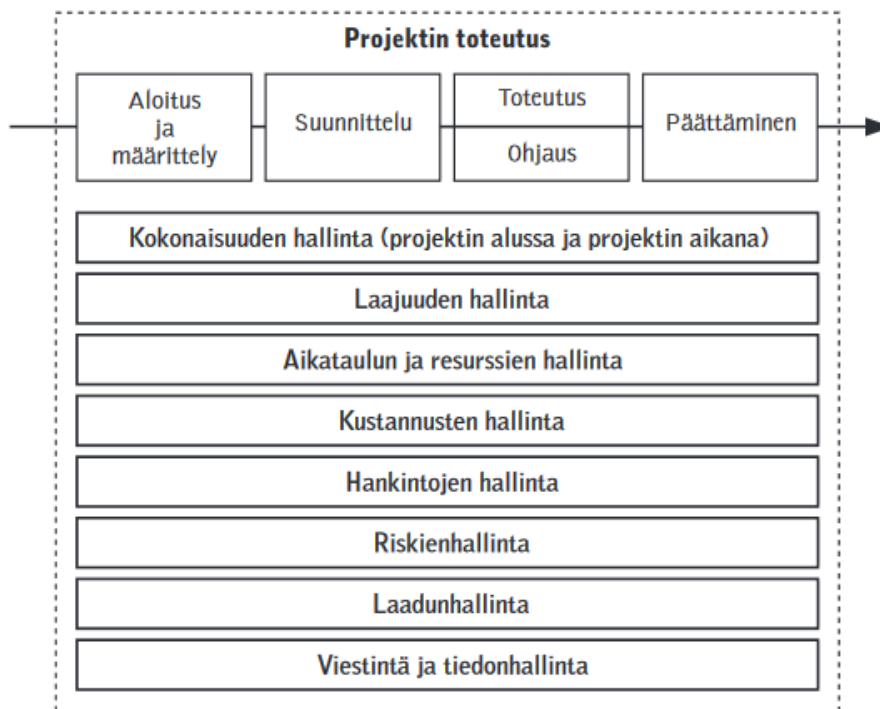 Projektin toteutus
Aloitus
ja
määrittely
Suunnittelu
Toteutus
Ohjaus
Päättäminen
Kokonaisuuden hallinta (projektin alussa ja projektin aikana)
Laajuuden hallinta
Aikataulun ja resurssien hallinta
Kustannusten hallinta
Hankintojen hallinta
Riskienhallinta
Laadunhallinta
Viestintä ja tiedonhallinta